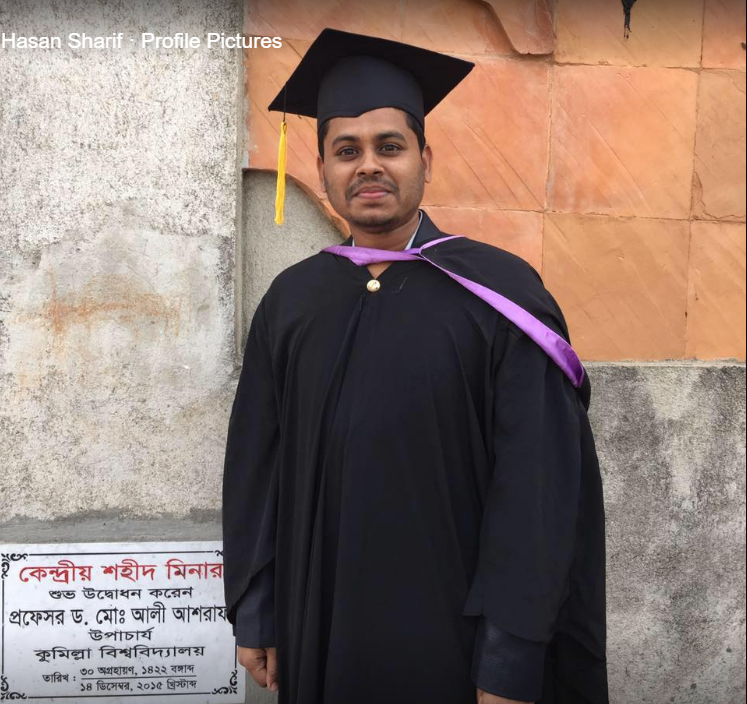 Hasan Sharif · Profile Pictures
কেন্দ্রীয় শহীদ মিনার
শুভ উদ্বোধন করেন
প্রফেসর ড. মোঃ আলী আশরাফ
উপাচার্য
কুমিল্লা বিশ্ববিদ্যালয়
তারিখ : ৩০ অগ্রহায়ণ, ১৪২২ বঙ্গাব্দ
১৪ ডিসেম্বর, ২০১৫ খ্রিস্টাব্দ